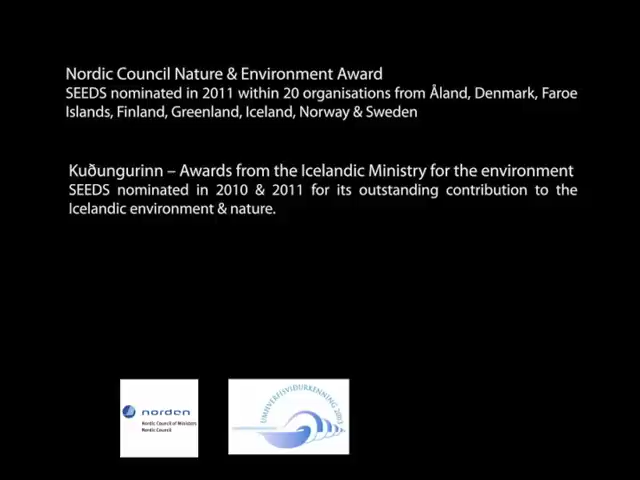 Nordic Council Nature & Environment Award
SEEDS nominated in 2011 within 20 organisations from Åland, Denmark, Faroe
Islands, Finland, Greenland, Iceland, Norway & Sweden
Kuðungurinn – Awards from the Icelandic Ministry for the environment
SEEDS nominated in 2010 & 2011 for its outstanding contribution to the
Icelandic environment & nature.
norden
Nordic Council of Ministers
Nordic Council